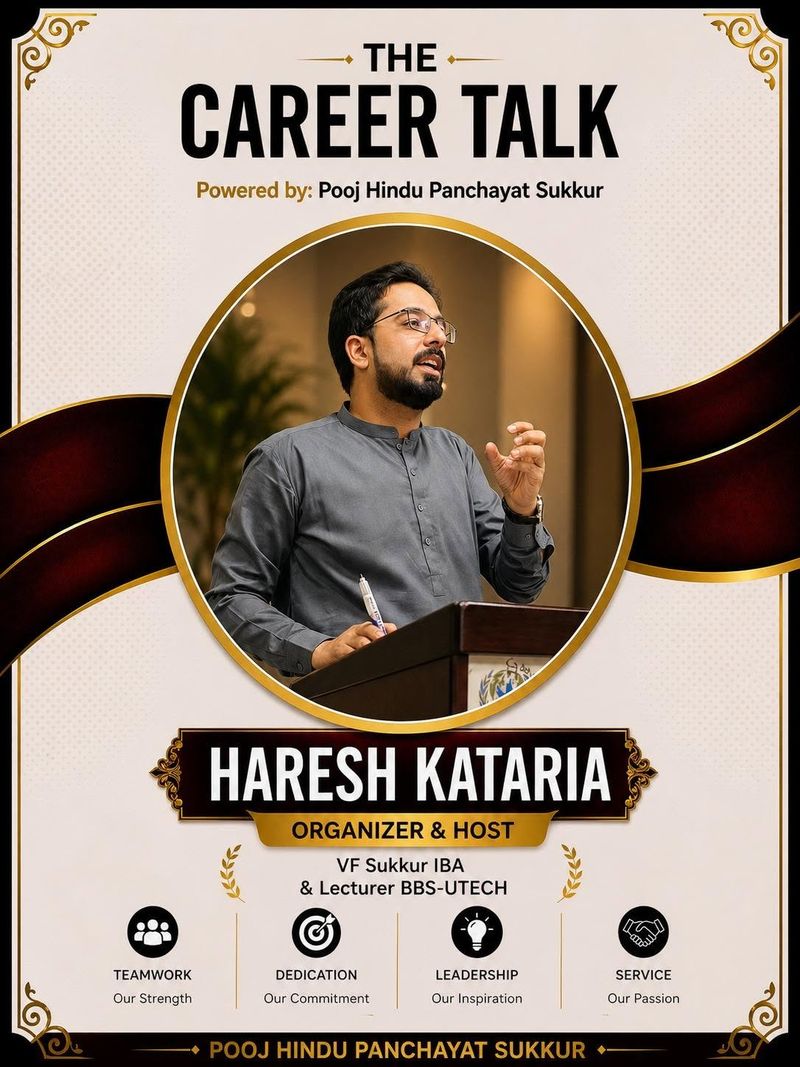 THE
CAREER TALK
Powered by: Pooj Hindu Panchayat Sukkur
HARESH KATARIA
ORGANIZER & HOST
VF Sukkur IBA
& Lecturer BBS-UTECH
TEAMWORK
Our Strength
DEDICATION
Our Commitment
LEADERSHIP
Our Inspiration
SERVICE
Our Passion
POOJ HINDU PANCHAYAT SUKKUR